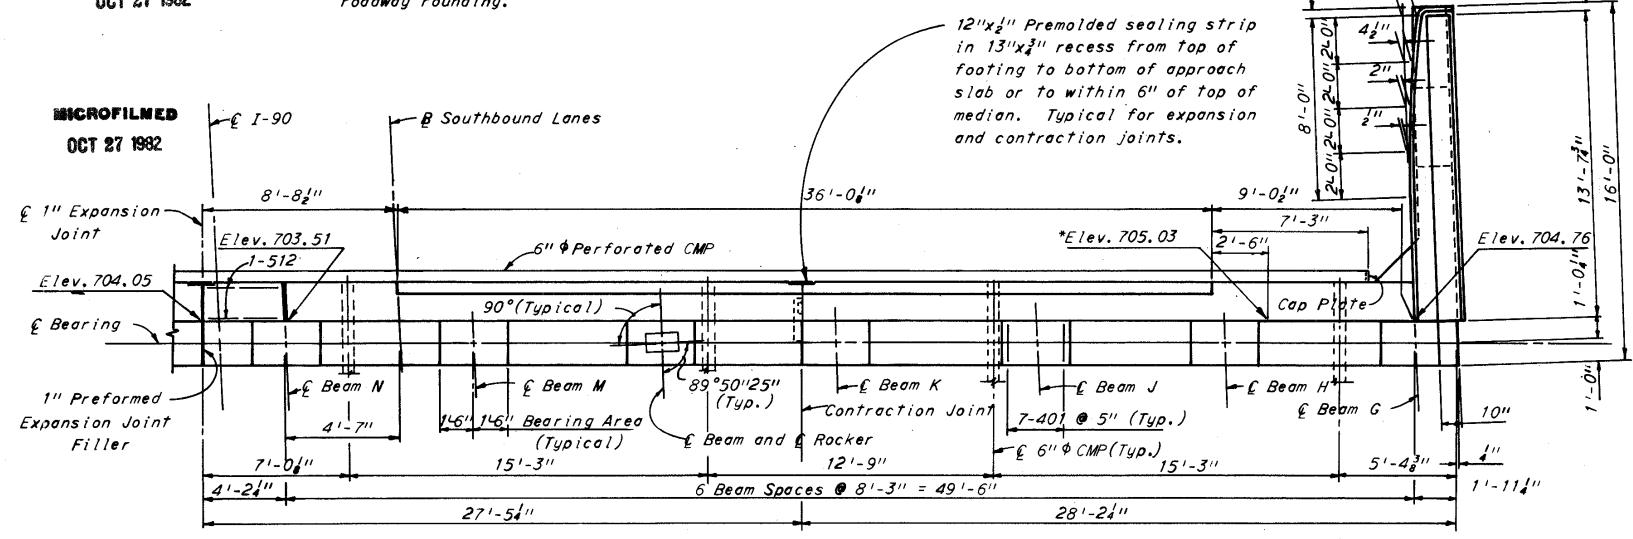 OCT 27 1982
roadway rounding.
12"x½" Premolded sealing strip
in 13"x¾" recess from top of
footing to bottom of approach
slab or to within 6" of top of
median. Typical for expansion
and contraction joints.
4½"
2"
½"
2'-0"
2'-0"
2'-0"
2'-0"
8'-0"
13'-7¾"
16'-0"
MICROFILMED
OCT 27 1982
℄ I-90
B Southbound Lanes
8'-8½"
36'-0⅛"
9'-0½"
7'-3"
2'-6"
℄ 1" Expansion
Joint
Elev. 703.51
1-512
6" Φ Perforated CMP
*Elev. 705.03
Elev. 704.76
Elev. 704.05
90° (Typical)
Cap Plate
1'-0¼"
℄ Bearing
℄ Beam N
℄ Beam M
89°50'25"
(Typ.)
℄ Beam K
℄ Beam J
℄ Beam H
℄ Beam G
1'-0"
1" Preformed
Expansion Joint
Filler
4'-7"
1'-6"
1'-6"
Bearing Area
(Typical)
℄ Beam and ℄ Rocker
Contraction Joint
7-401 @ 5" (Typ.)
℄ 6" Φ CMP (Typ.)
10"
7'-0⅛"
15'-3"
12'-9"
15'-3"
5'-4⅜"
¼"
4'-2¼"
6 Beam Spaces @ 8'-3" = 49'-6"
1'-11¼"
27'-5¼"
28'-2¼"